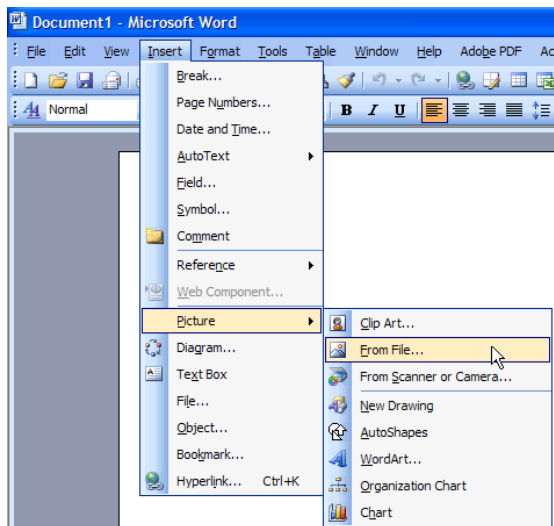 Document1 - Microsoft Word
File Edit View Insert Format Tools Table Window Help Adobe PDF
Normal
B I U
Break...
Page Numbers...
Date and Time...
AutoText
Field...
Symbol...
Comment
Reference
Web Component...
Picture
Diagram...
Text Box
File...
Object...
Bookmark...
Hyperlink... Ctrl+K
Clip Art...
From File...
From Scanner or Camera...
New Drawing
AutoShapes
WordArt...
Organization Chart
Chart